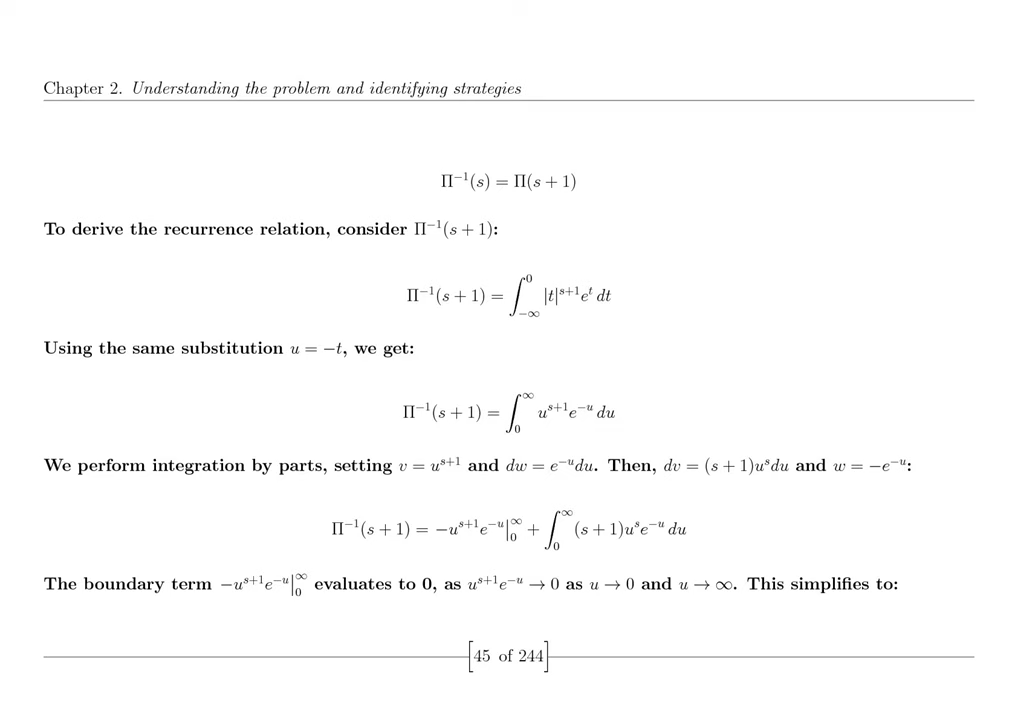 Chapter 2. Understanding the problem and identifying strategies
Π⁻¹(s) = Π(s + 1)
To derive the recurrence relation, consider Π⁻¹(s + 1):
Π⁻¹(s + 1) = ∫_{−∞}^{0} |t|^{s+1} e^{t} dt
Using the same substitution u = −t, we get:
Π⁻¹(s + 1) = ∫_{0}^{∞} u^{s+1} e^{−u} du
We perform integration by parts, setting v = u^{s+1} and dw = e^{−u}du. Then, dv = (s + 1)u^{s}du and w = −e^{−u}:
Π⁻¹(s + 1) = −u^{s+1}e^{−u}|_{0}^{∞} + ∫_{0}^{∞} (s + 1)u^{s}e^{−u} du
The boundary term −u^{s+1}e^{−u}|_{0}^{∞} evaluates to 0, as u^{s+1}e^{−u} → 0 as u → 0 and u → ∞. This simplifies to:
[45 of 244]